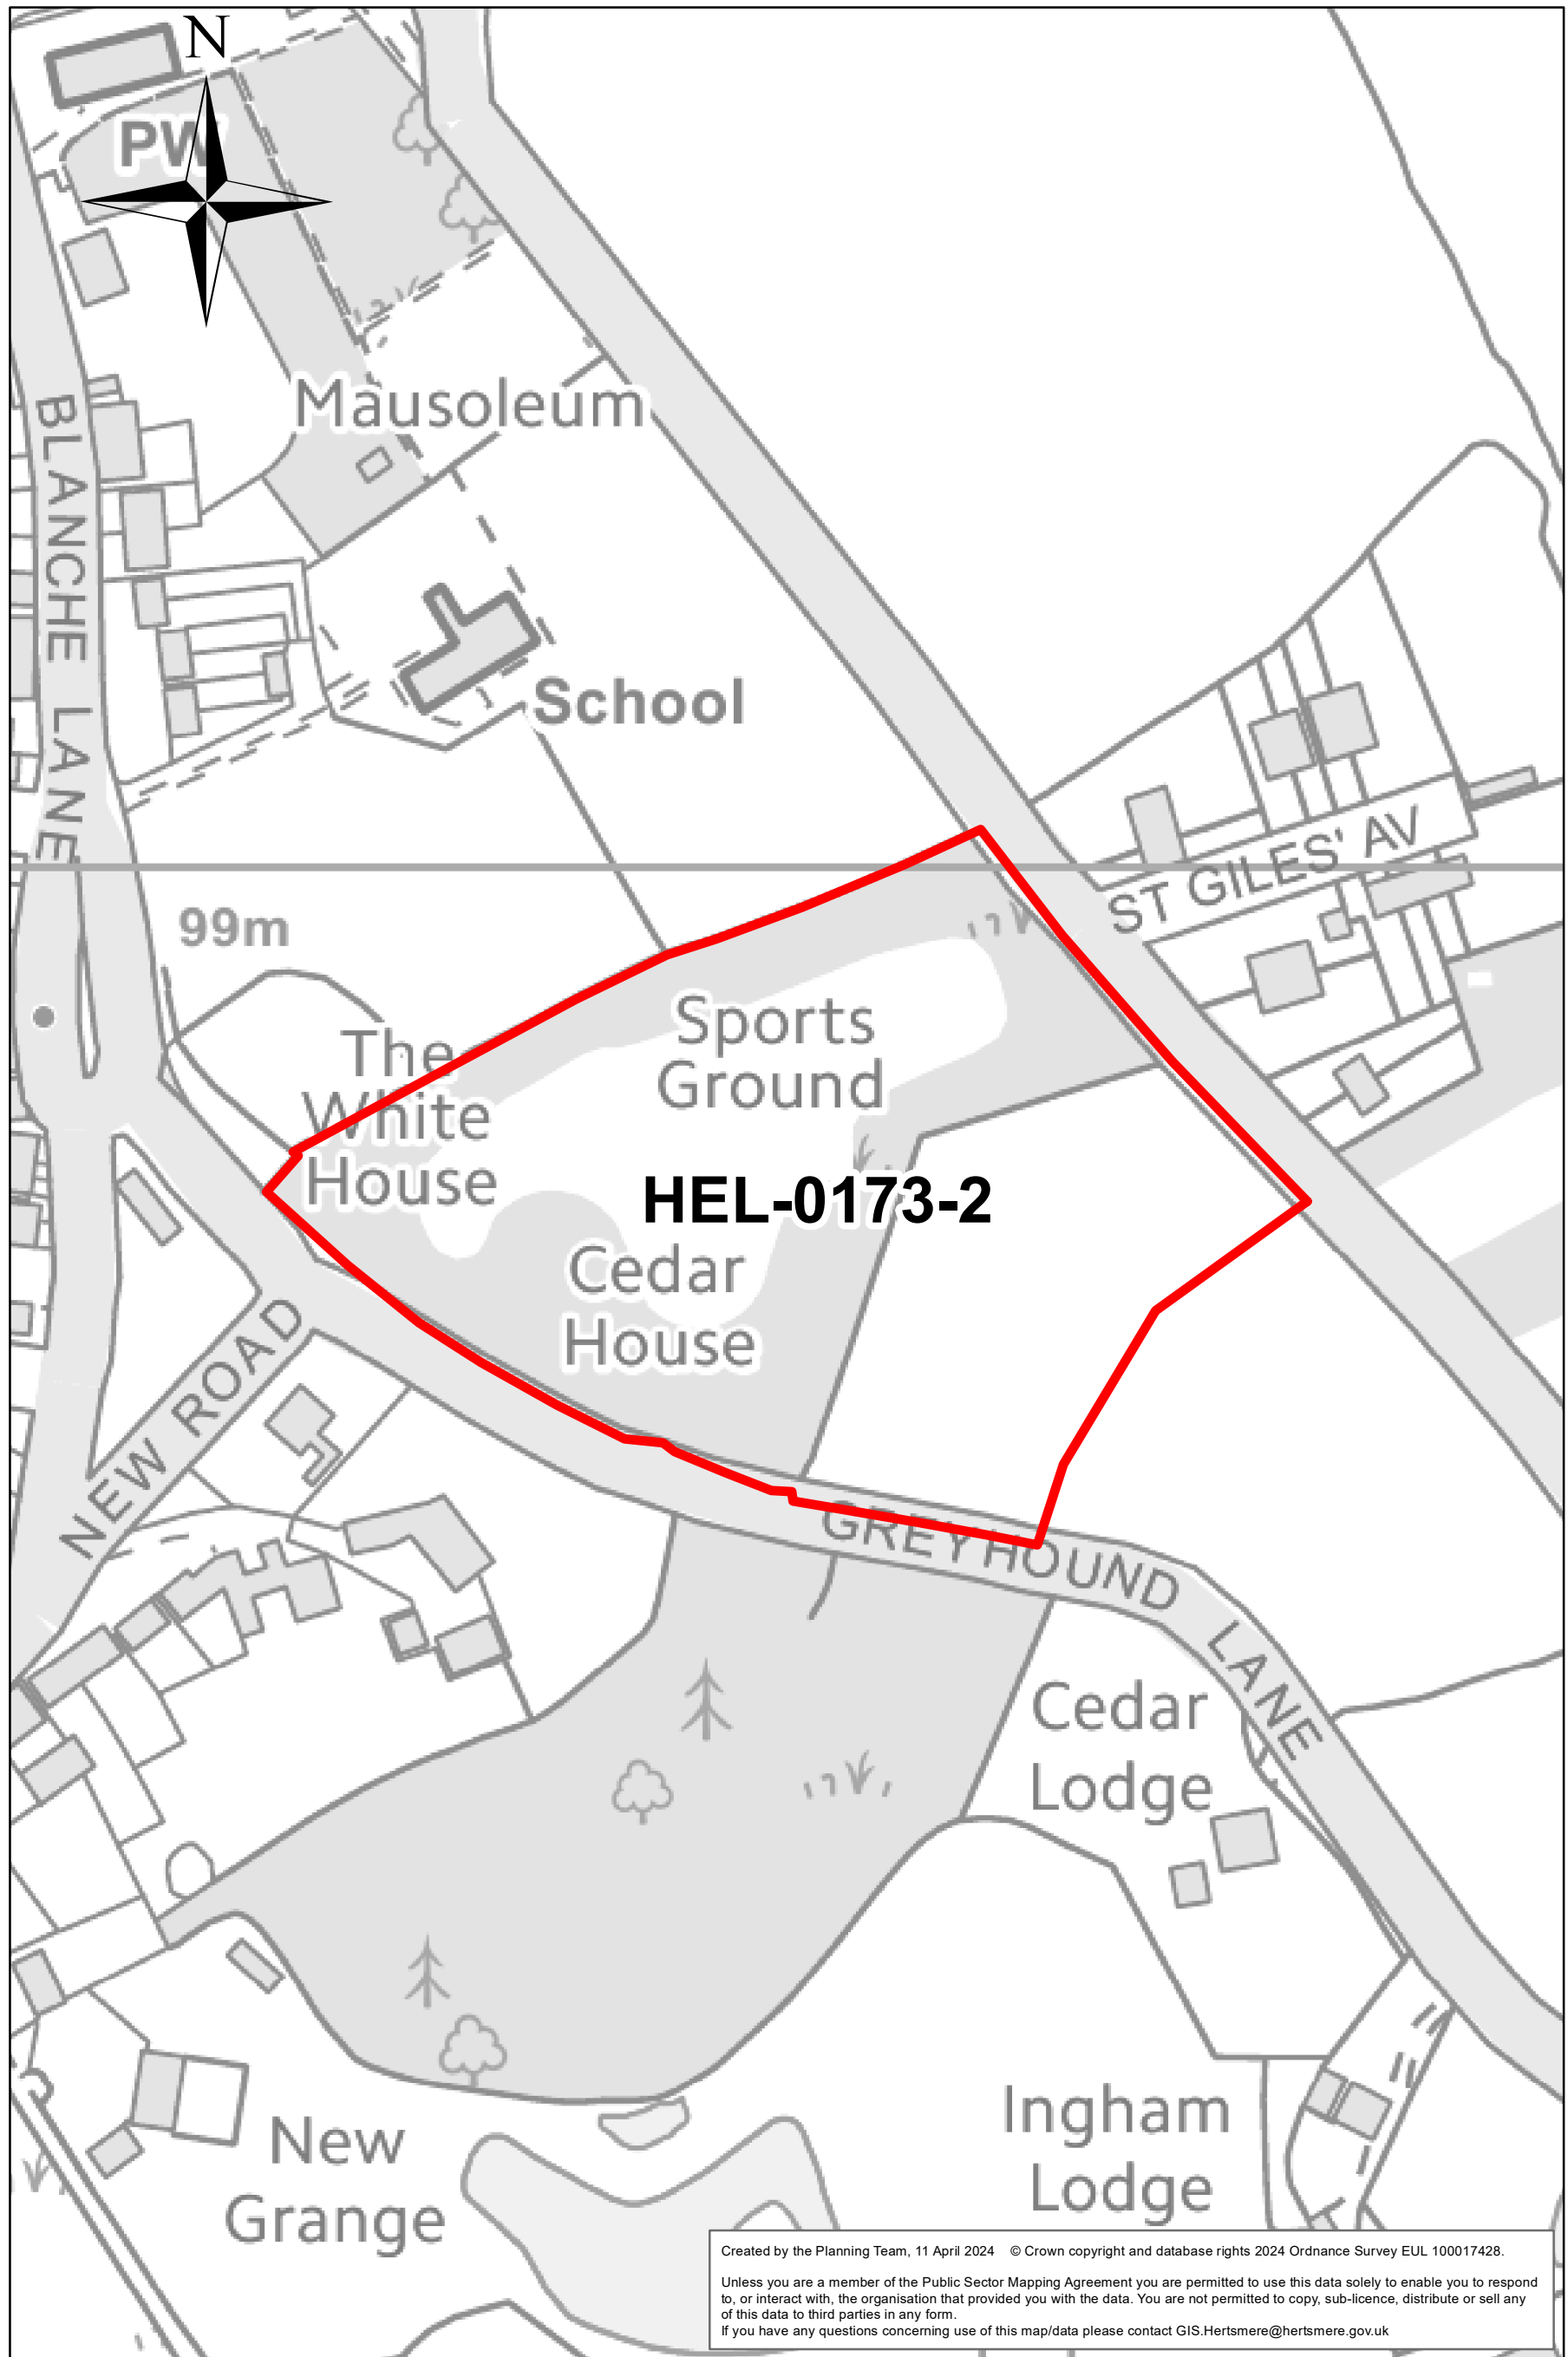 N
PW
Mausoleum
BLANCHE LANE
School
ST GILES' AV
99m
Sports
Ground
The
White
House
HEL-0173-2
Cedar
House
NEW ROAD
GREYHOUND LANE
Cedar
Lodge
New
Grange
Ingham
Lodge
Created by the Planning Team, 11 April 2024 © Crown copyright and database rights 2024 Ordnance Survey EUL 100017428.
Unless you are a member of the Public Sector Mapping Agreement you are permitted to use this data solely to enable you to respond
to, or interact with, the organisation that provided you with the data. You are not permitted to copy, sub-licence, distribute or sell any
of this data to third parties in any form.
If you have any questions concerning use of this map/data please contact GIS.Hertsmere@hertsmere.gov.uk